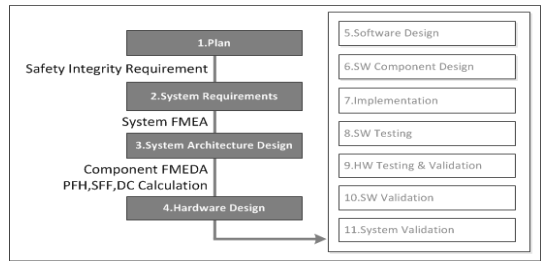 1.Plan
Safety Integrity Requirement
2.System Requirements
System FMEA
3.System Architecture Design
Component FMEDA
PFH,SFF,DC Calculation
4.Hardware Design
5.Software Design
6.SW Component Design
7.Implementation
8.SW Testing
9.HW Testing & Validation
10.SW Validation
11.System Validation